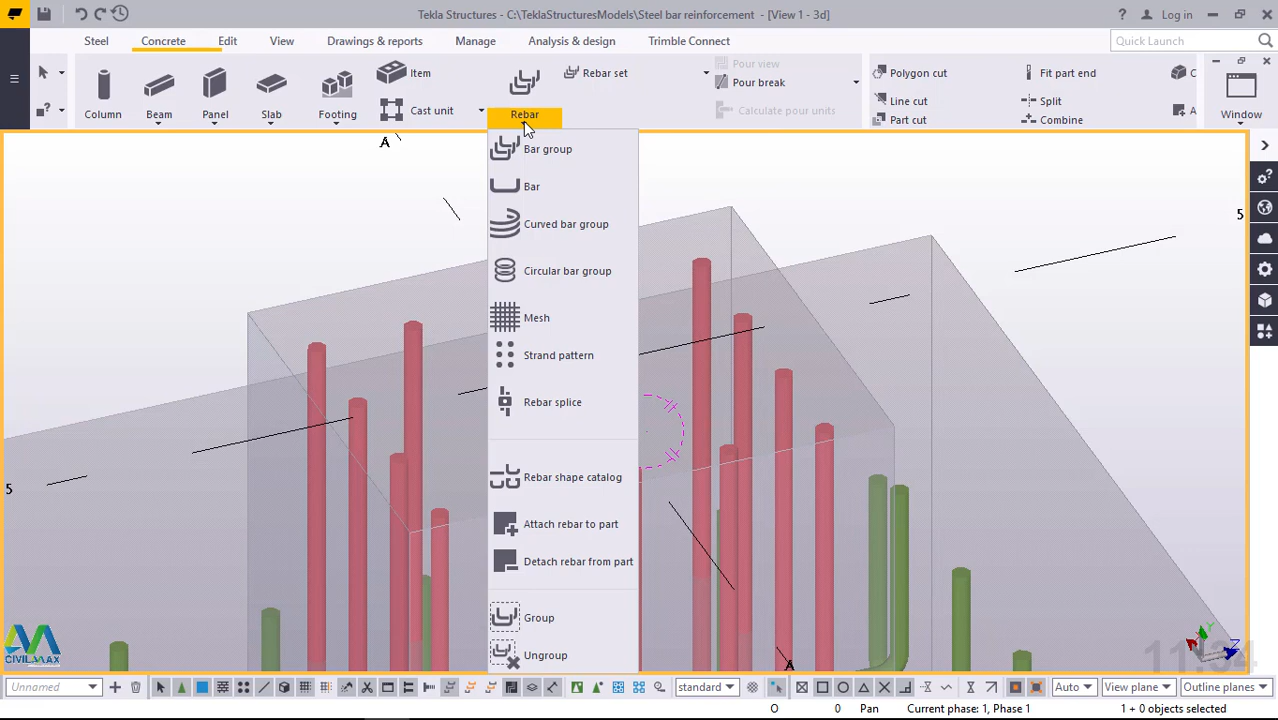 Tekla Structures - C:\TeklaStructuresModels\Steel bar reinforcement - [View 1 - 3d]
? Log in
Steel Concrete Edit View Drawings & reports Manage Analysis & design Trimble Connect Quick Launch
Column
Beam
Panel
Slab
Footing
Item
Cast unit
Rebar
Rebar set
Pour view
Pour break
Calculate pour units
Polygon cut
Line cut
Part cut
Fit part end
Split
Combine
C
A
Window
Bar group
Bar
Curved bar group
Circular bar group
Mesh
Strand pattern
Rebar splice
Rebar shape catalog
Attach rebar to part
Detach rebar from part
Group
Ungroup
A
5
5
A
Y
Z
CIVILMAX
Unnamed
standard
Auto
View plane
Outline planes
O 0 Pan Current phase: 1, Phase 1 1 + 0 objects selected